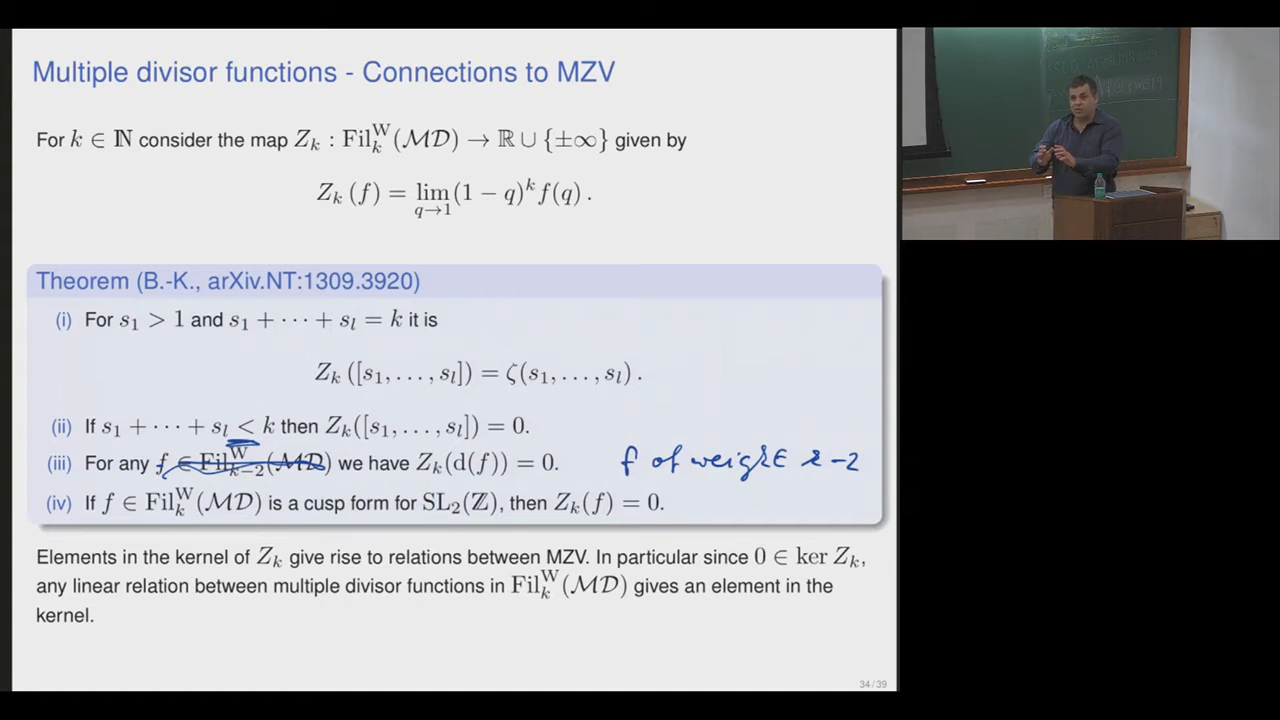 Multiple divisor functions - Connections to MZV
For k ∈ ℕ consider the map Z_k : Fil_k^W(ℳ𝒟) → ℝ ∪ {±∞} given by
Z_k (f) = lim_{q→1} (1 − q)^k f(q) .
Theorem (B.-K., arXiv.NT:1309.3920)
(i) For s_1 > 1 and s_1 + ⋯ + s_l = k it is
Z_k ([s_1, . . . , s_l]) = ζ(s_1, . . . , s_l) .
(ii) If s_1 + ⋯ + s_l < k then Z_k([s_1, . . . , s_l]) = 0.
(iii) For any f ∈ Fil_{k−2}^W(ℳ𝒟) we have Z_k(d(f)) = 0. f of weight k-2
(iv) If f ∈ Fil_k^W(ℳ𝒟) is a cusp form for SL_2(ℤ), then Z_k(f) = 0.
Elements in the kernel of Z_k give rise to relations between MZV. In particular since 0 ∈ ker Z_k,
any linear relation between multiple divisor functions in Fil_k^W(ℳ𝒟) gives an element in the
kernel.
34 / 39